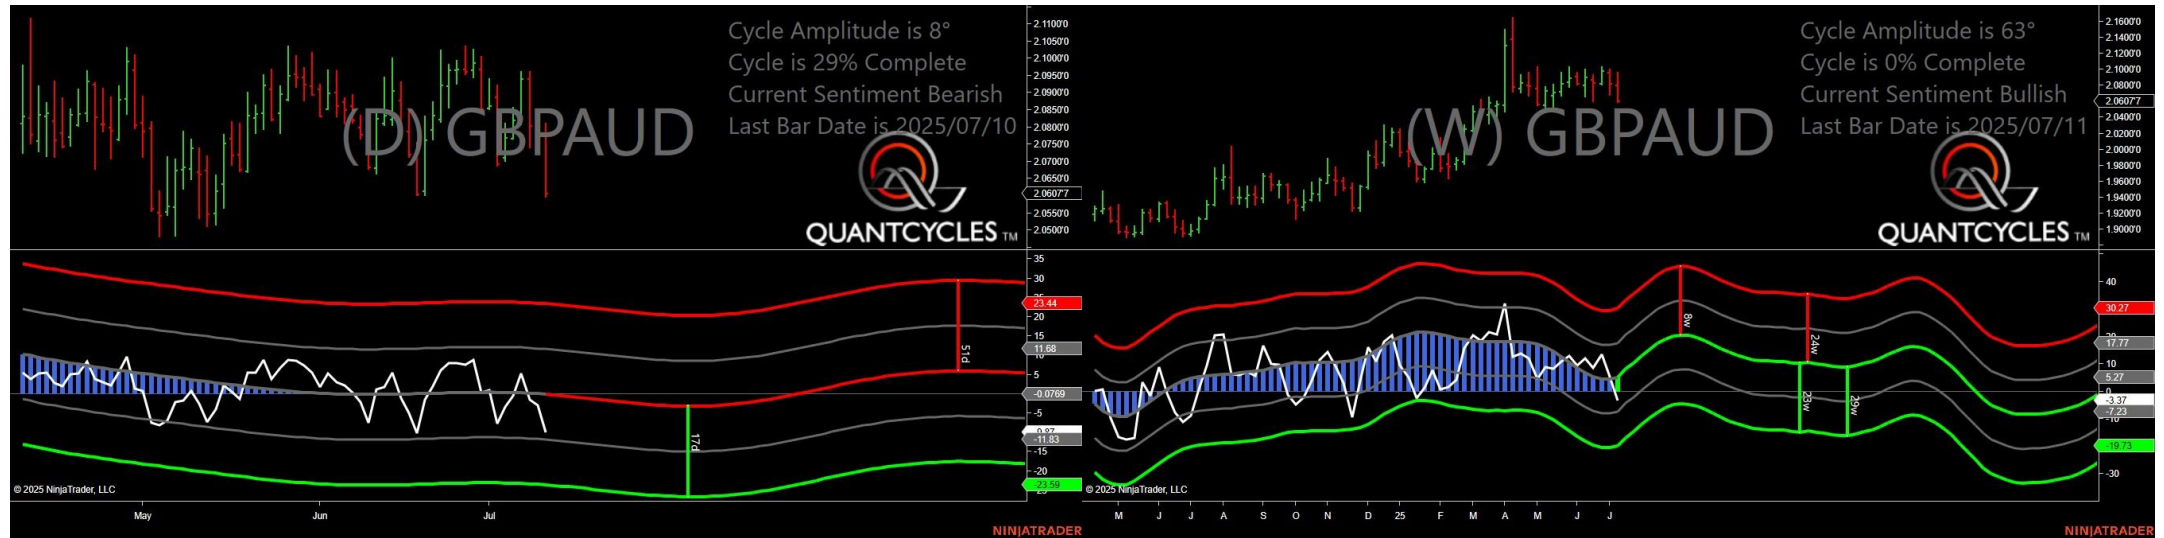 Cycle Amplitude is 8°
Cycle is 29% Complete
Current Sentiment Bearish
Last Bar Date is 2025/07/10
(D) GBPAUD
QUANTCYCLES TM
2.1100'0
2.1050'0
2.1000'0
2.0950'0
2.0900'0
2.0850'0
2.0800'0
2.0750'0
2.0700'0
2.0650'0
2.0607'7
2.0550'0
2.0500'0
35
30
23.44
20
15
11.68
5
-0.0769
-5
-11.83
-15
-20
-23.59
51d
17d
© 2025 NinjaTrader, LLC
May
Jun
Jul
NINJATRADER
Cycle Amplitude is 63°
Cycle is 0% Complete
Current Sentiment Bullish
Last Bar Date is 2025/07/11
(W) GBPAUD
QUANTCYCLES TM
2.1600'0
2.1400'0
2.1200'0
2.1000'0
2.0800'0
2.0607'7
2.0400'0
2.0200'0
2.0000'0
1.9800'0
1.9600'0
1.9400'0
1.9200'0
1.9000'0
40
30.27
20
17.77
10
5.27
0
-3.37
-7.23
-19.73
-30
8w
24w
23w
29w
© 2025 NinjaTrader, LLC
M
J
J
A
S
O
N
D
25
F
M
A
M
J
J
NINJATRADER